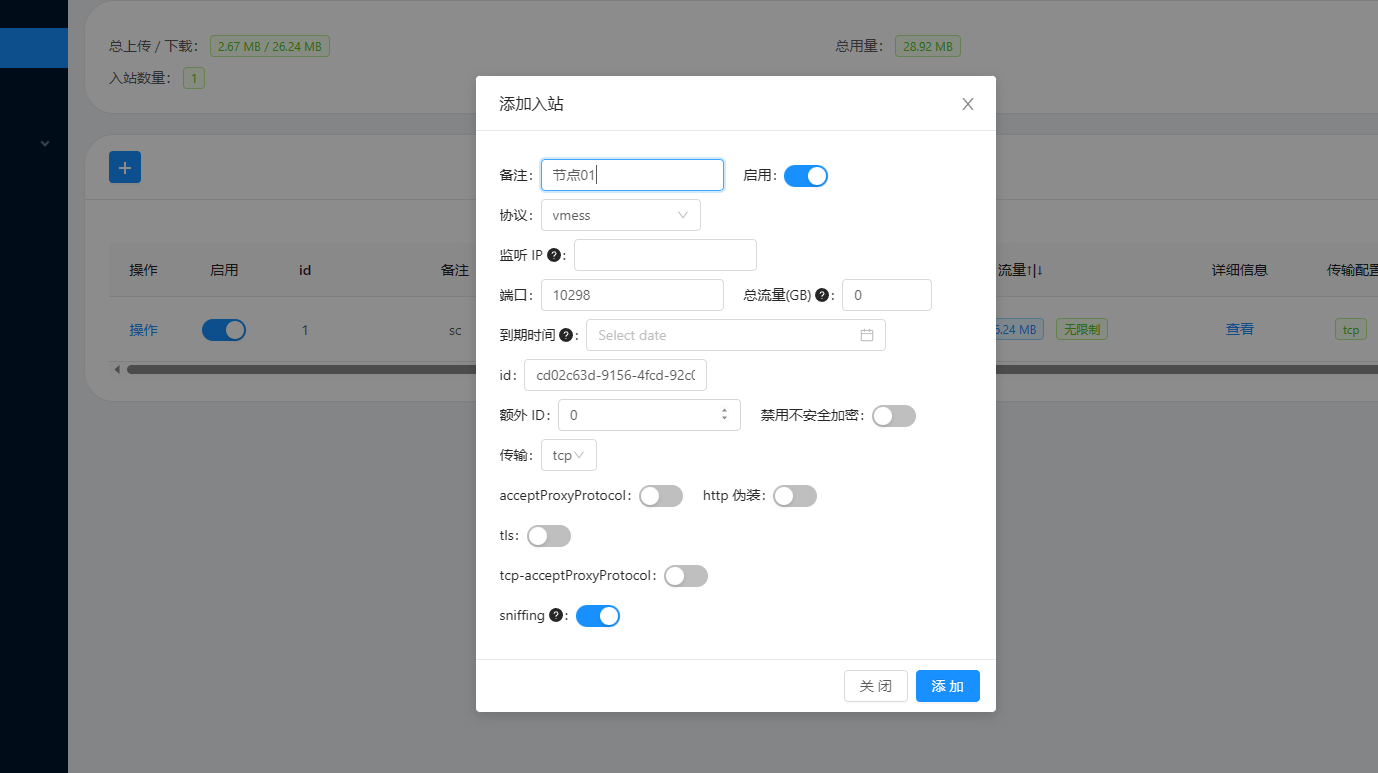 总上传 / 下载： 2.67 MB / 26.24 MB 总用量： 28.92 MB
入站数量： 1
添加入站
备注: 节点01 启用:
协议: vmess
监听 IP ? :
端口: 10298 总流量(GB) ? : 0
到期时间 ? : Select date
id: cd02c63d-9156-4fcd-92c0
额外 ID: 0 禁用不安全加密:
传输: tcp
acceptProxyProtocol: http 伪装:
tls:
tcp-acceptProxyProtocol:
sniffing ? :
关 闭 添 加
操作 启用 id 备注 流量↑|↓ 详细信息 传输配置
操作 1 sc 6.24 MB 无限制 查看 tcp